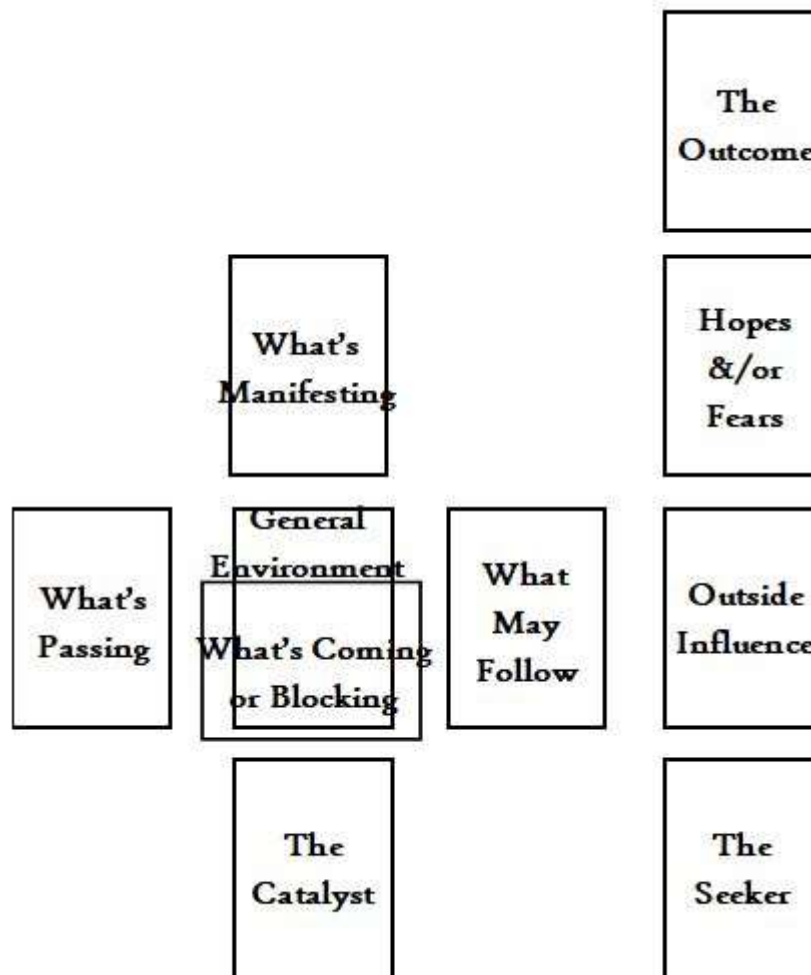 The
Outcome
What's
Manifesting
Hopes
&/or
Fears
What's
Passing
General
Environment
What's Coming
or Blocking
What
May
Follow
Outside
Influence
The
Catalyst
The
Seeker